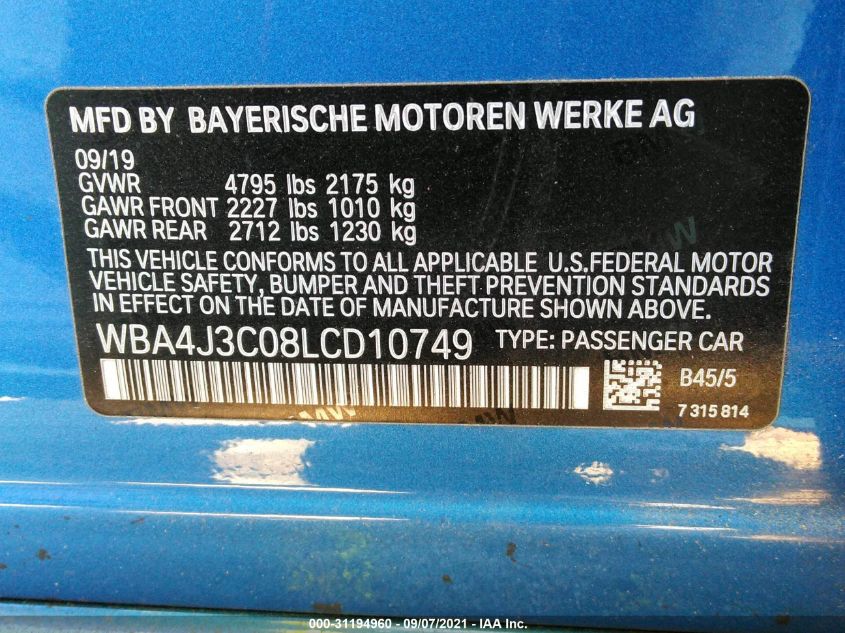 MFD BY BAYERISCHE MOTOREN WERKE AG
09/19
GVWR 4795 lbs 2175 kg
GAWR FRONT 2227 lbs 1010 kg
GAWR REAR 2712 lbs 1230 kg
THIS VEHICLE CONFORMS TO ALL APPLICABLE U.S.FEDERAL MOTOR
VEHICLE SAFETY, BUMPER AND THEFT PREVENTION STANDARDS
IN EFFECT ON THE DATE OF MANUFACTURE SHOWN ABOVE.
WBA4J3C08LCD10749 TYPE: PASSENGER CAR
B45/5
7 315 814
000-31194960 - 09/07/2021 - IAA Inc.